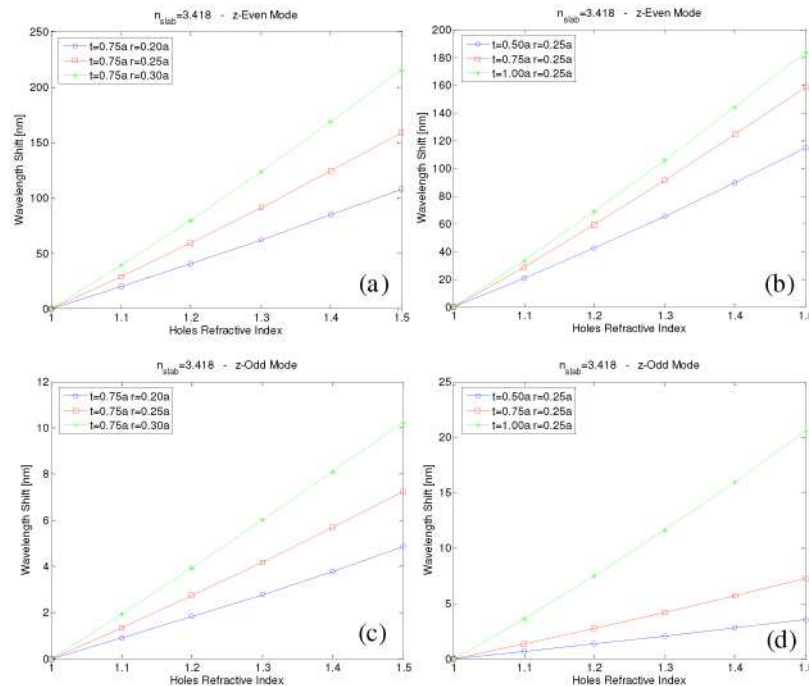 n_slab=3.418 - z-Even Mode
t=0.75a r=0.20a
t=0.75a r=0.25a
t=0.75a r=0.30a
Wavelength Shift [nm]
250
200
150
100
50
0
1 1.1 1.2 1.3 1.4 1.5
Holes Refractive Index
(a)
n_slab=3.418 - z-Even Mode
t=0.50a r=0.25a
t=0.75a r=0.25a
t=1.00a r=0.25a
Wavelength Shift [nm]
200
180
160
140
120
100
80
60
40
20
0
1 1.1 1.2 1.3 1.4 1.5
Holes Refractive Index
(b)
n_slab=3.418 - z-Odd Mode
t=0.75a r=0.20a
t=0.75a r=0.25a
t=0.75a r=0.30a
Wavelength Shift [nm]
12
10
8
6
4
2
0
1 1.1 1.2 1.3 1.4 1.5
Holes Refractive Index
(c)
n_slab=3.418 - z-Odd Mode
t=0.50a r=0.25a
t=0.75a r=0.25a
t=1.00a r=0.25a
Wavelength Shift [nm]
25
20
15
10
5
0
1 1.1 1.2 1.3 1.4 1.5
Holes Refractive Index
(d)